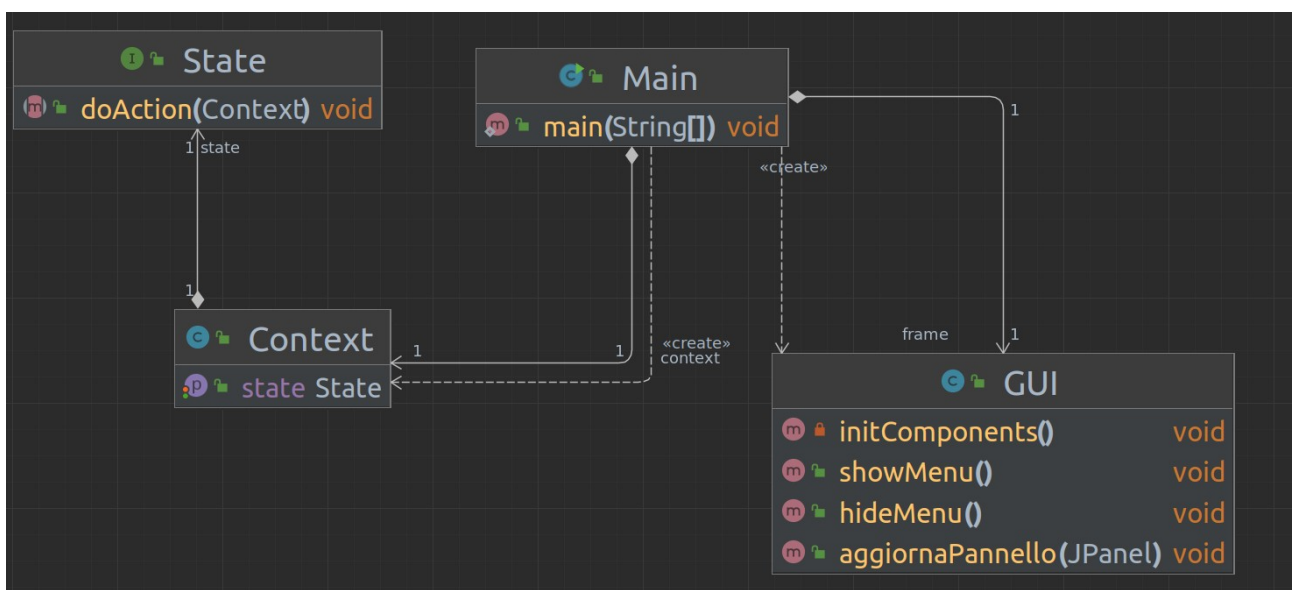 State
doAction(Context) void
1 state
1
Context
state State
Main
main(String[]) void
1
«create»
1
1
«create»
context
frame
1
GUI
initComponents() void
showMenu() void
hideMenu() void
aggiornaPannello(JPanel) void